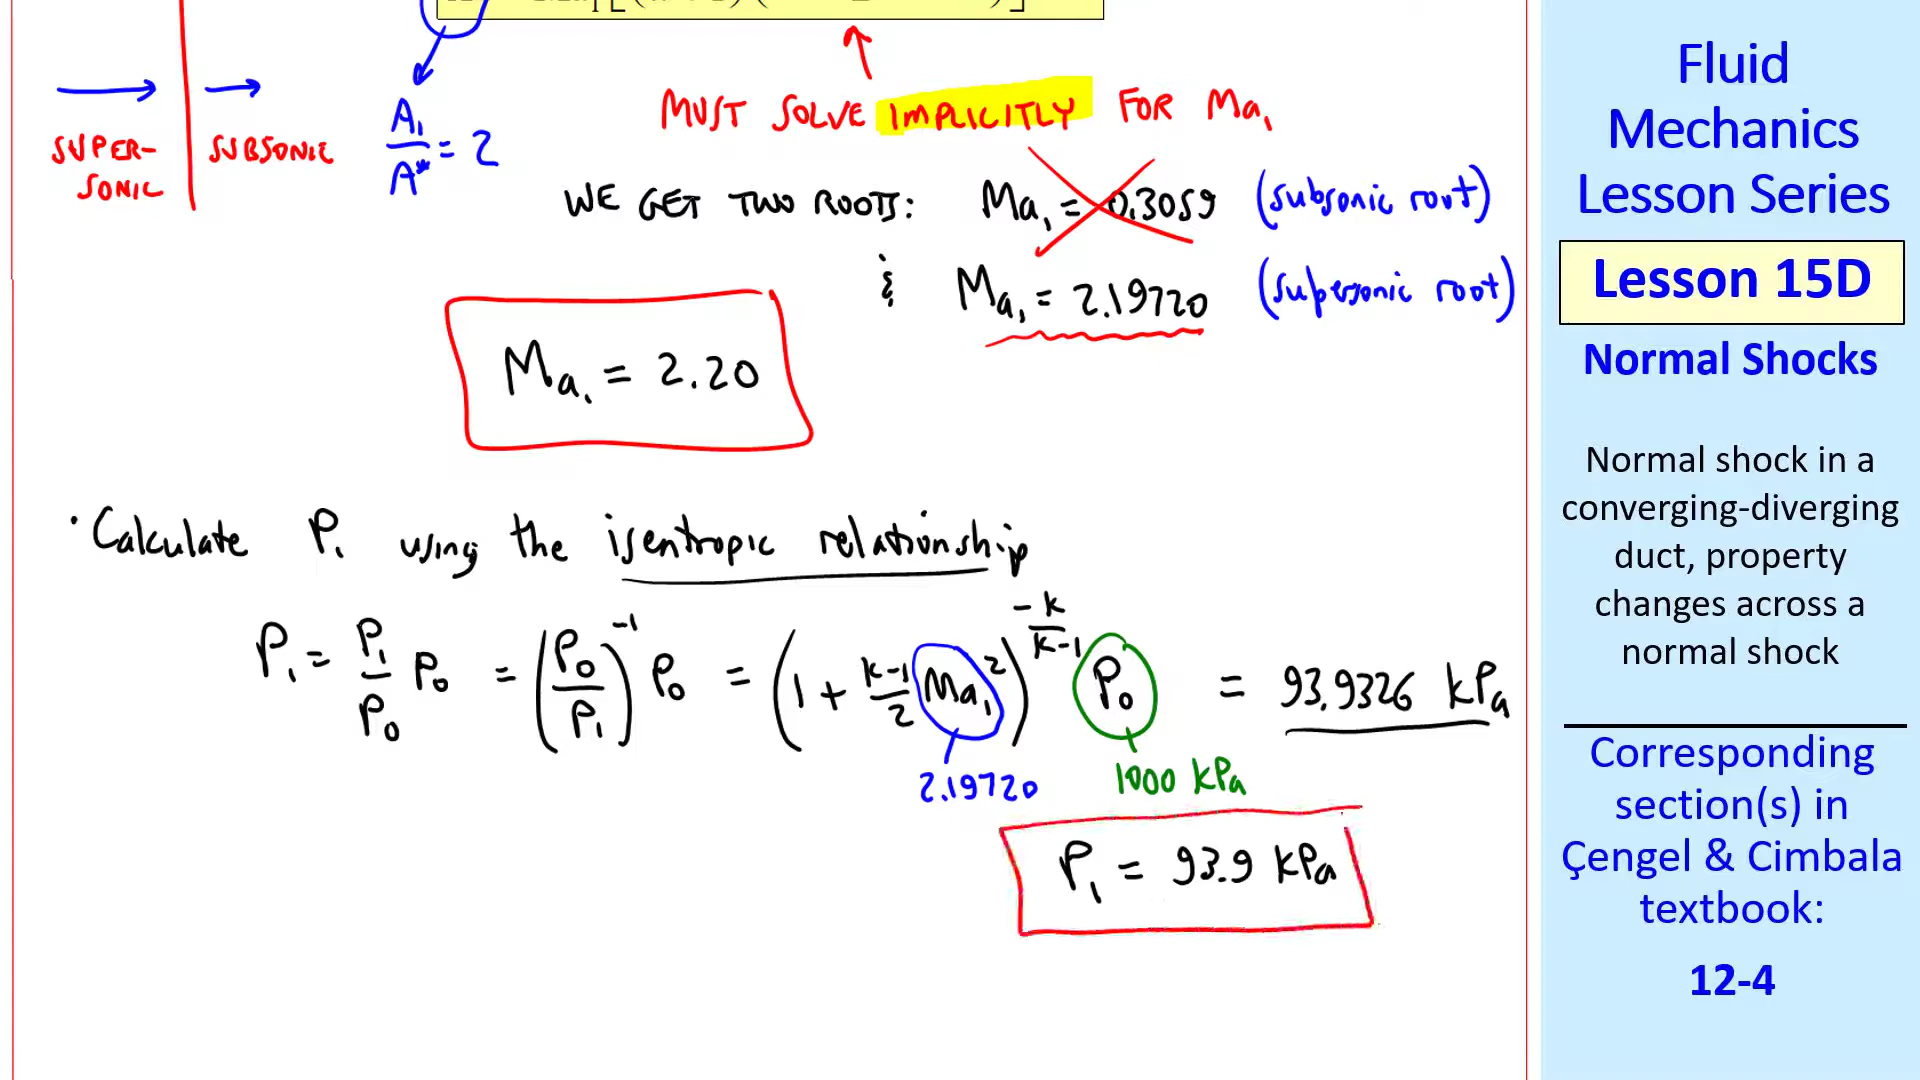 MUST SOLVE IMPLICITLY FOR Ma₁
SUPER-
SONIC
SUBSONIC
A₁/A* = 2
WE GET TWO ROOTS: Ma₁ = 0.3059 (subsonic root)
& Ma₁ = 2.19720 (supersonic root)
Ma₁ = 2.20
· Calculate P₁ using the isentropic relationship
P₁ = P₁/P₀ P₀ = (P₀/P₁)⁻¹ P₀ = (1 + k-1/2 Ma₁²)^(-k/k-1) P₀ = 93.9326 kPa
2.19720
1000 kPa
P₁ = 93.9 kPa
Fluid
Mechanics
Lesson Series
Lesson 15D
Normal Shocks
Normal shock in a
converging-diverging
duct, property
changes across a
normal shock
Corresponding
section(s) in
Çengel & Cimbala
textbook:
12-4